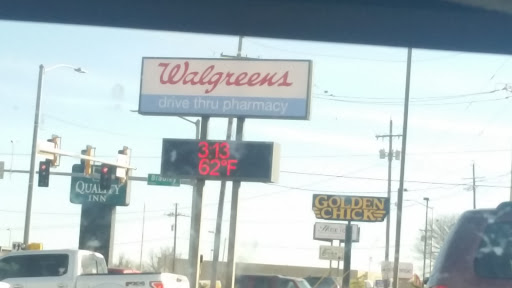 Walgreens
drive thru pharmacy
3:13
62°F
QUALITY
INN
GOLDEN
CHICK